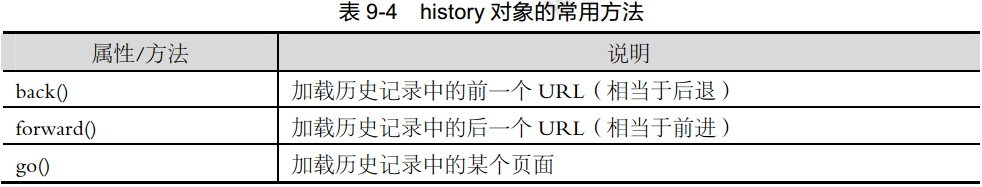 表 9-4 history 对象的常用方法
属性/方法 说明
back() 加载历史记录中的前一个 URL（相当于后退）
forward() 加载历史记录中的后一个 URL（相当于前进）
go() 加载历史记录中的某个页面